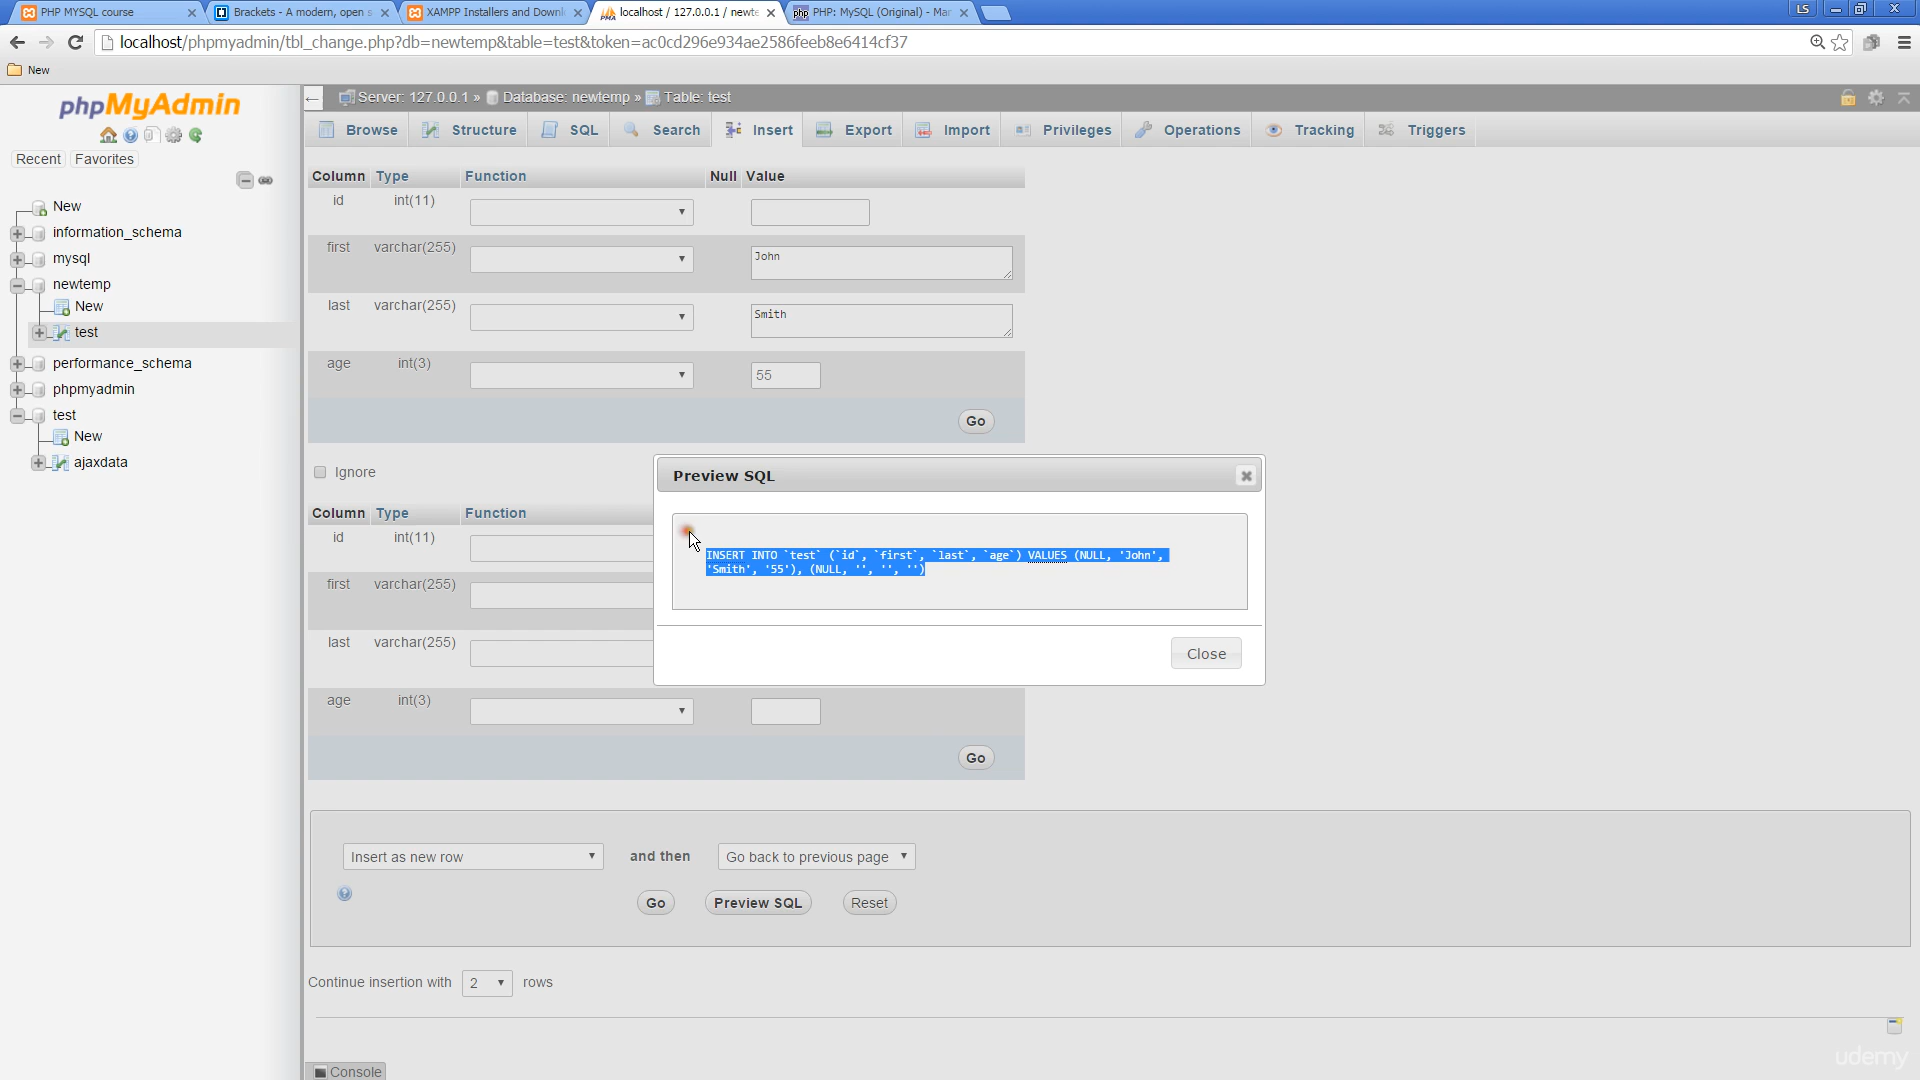 PHP MYSQL course
Brackets - A modern, open s
XAMPP Installers and Downl
localhost / 127.0.0.1 / newte
PHP: MySQL (Original) - Mar
LS
localhost/phpmyadmin/tbl_change.php?db=newtemp&table=test&token=ac0cd296e934ae2586feeb8e6414cf37
New
phpMyAdmin
Recent
Favorites
New
information_schema
mysql
newtemp
New
test
performance_schema
phpmyadmin
test
New
ajaxdata
Server: 127.0.0.1 » Database: newtemp » Table: test
Browse
Structure
SQL
Search
Insert
Export
Import
Privileges
Operations
Tracking
Triggers
Column Type Function Null Value
id int(11)
first varchar(255) John
last varchar(255) Smith
age int(3) 55
Go
Ignore
Column Type Function
id int(11)
first varchar(255)
last varchar(255)
age int(3)
Go
Preview SQL
INSERT INTO `test` (`id`, `first`, `last`, `age`) VALUES (NULL, 'John',
'Smith', '55'), (NULL, '', '', '')
Close
Insert as new row and then Go back to previous page
Go Preview SQL Reset
Continue insertion with 2 rows
Console
udemy